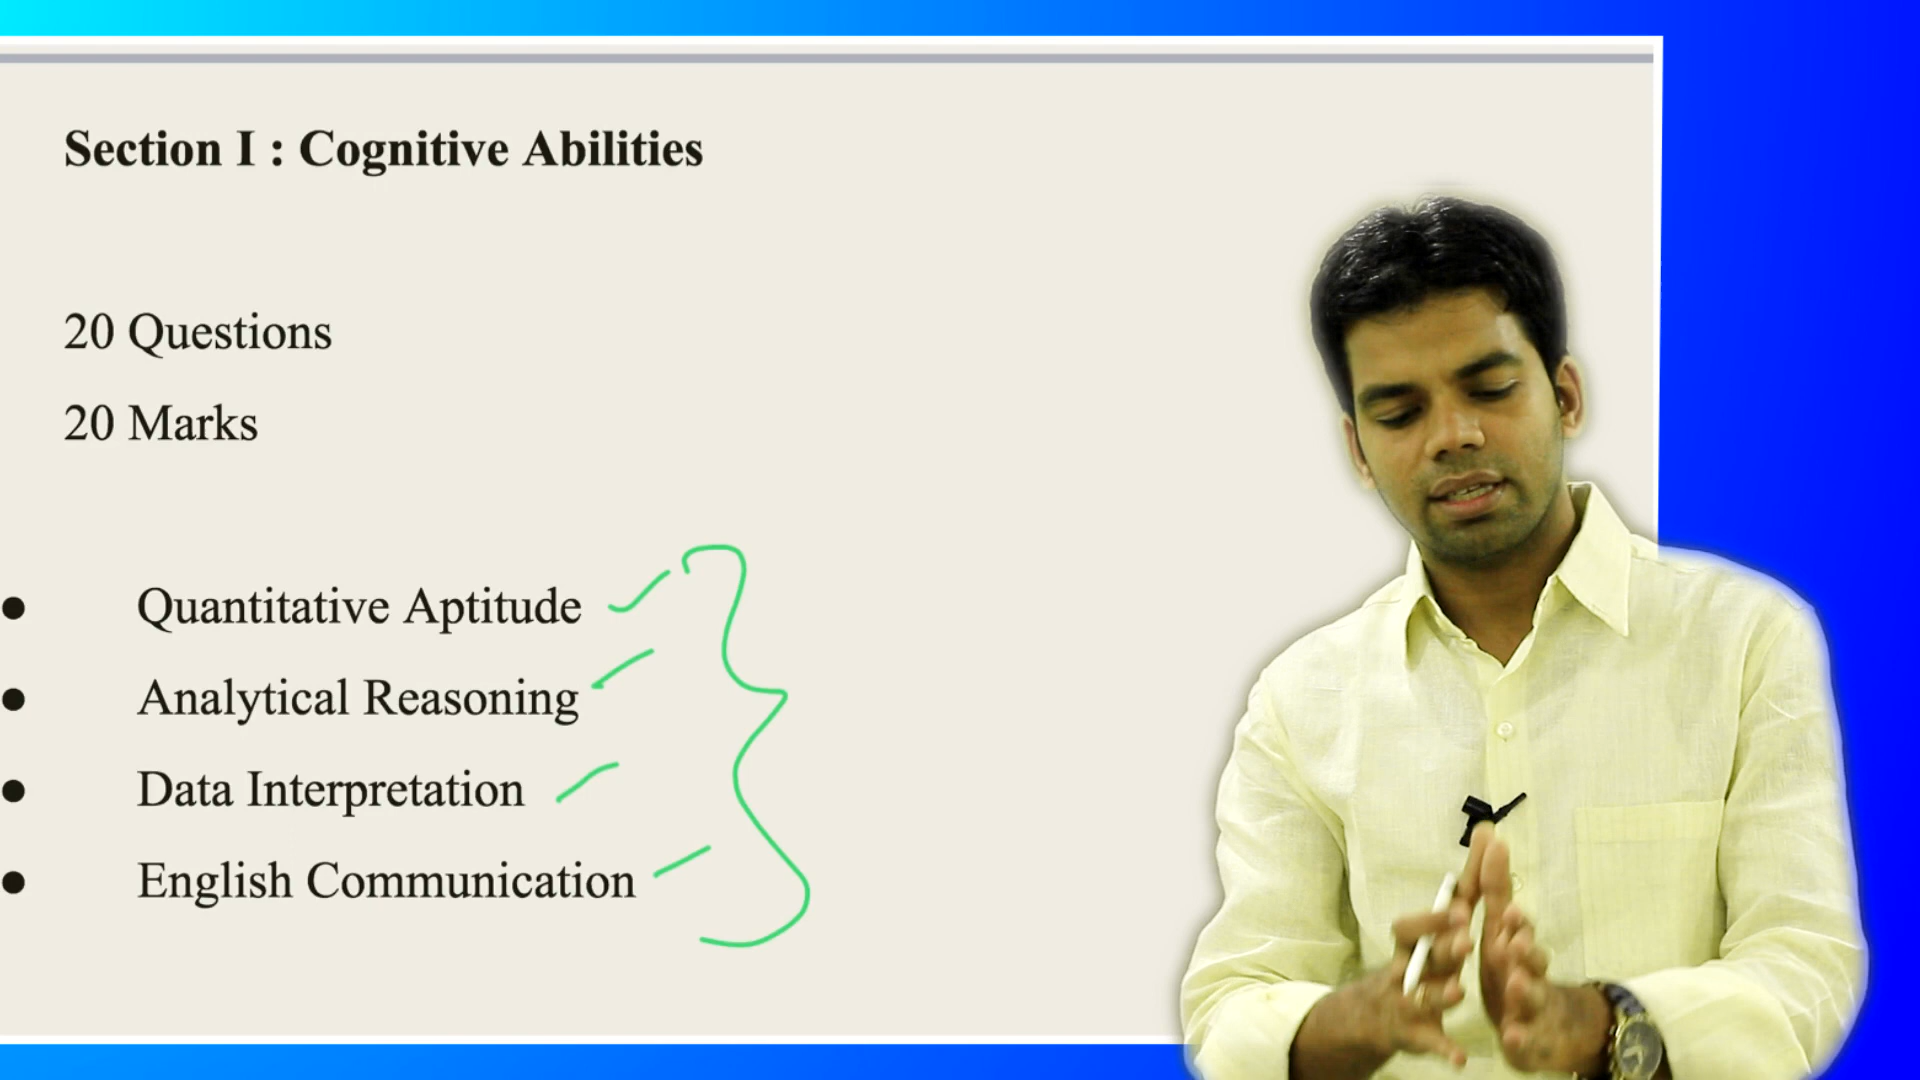 Section I : Cognitive Abilities
20 Questions
20 Marks
● Quantitative Aptitude
● Analytical Reasoning
● Data Interpretation
● English Communication